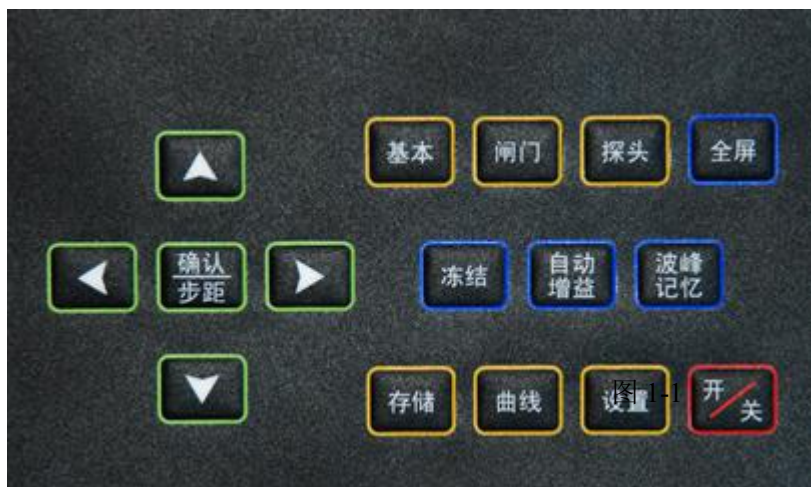 基本
闸门
探头
全屏
确认
步距
冻结
自动
增益
波峰
记忆
存储
曲线
设置
图 1-1
开/关